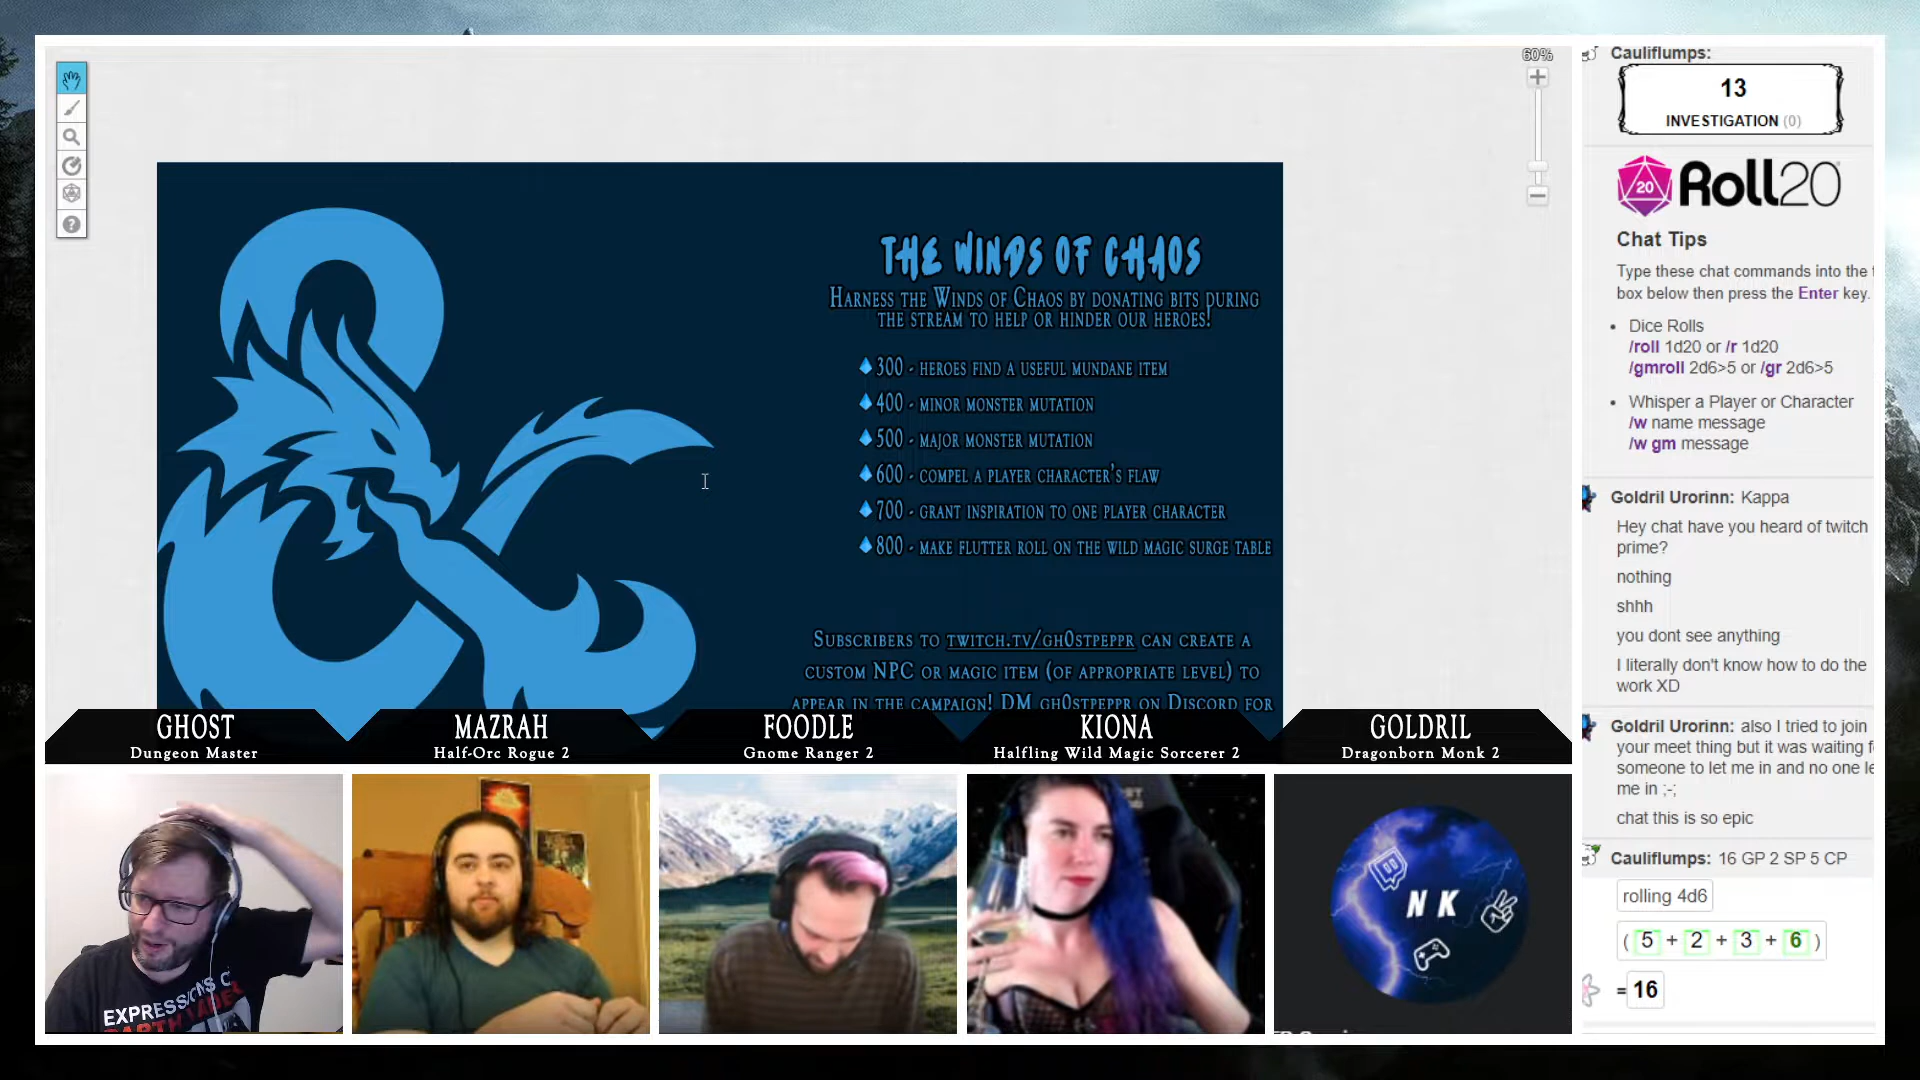 60%
THE WINDS OF CHAOS
HARNESS THE WINDS OF CHAOS BY DONATING BITS DURING
THE STREAM TO HELP OR HINDER OUR HEROES!
300 - HEROES FIND A USEFUL MUNDANE ITEM
400 - MINOR MONSTER MUTATION
500 - MAJOR MONSTER MUTATION
600 - COMPEL A PLAYER CHARACTER'S FLAW
700 - GRANT INSPIRATION TO ONE PLAYER CHARACTER
800 - MAKE FLUTTER ROLL ON THE WILD MAGIC SURGE TABLE
SUBSCRIBERS TO TWITCH.TV/GH0STPEPPR CAN CREATE A
CUSTOM NPC OR MAGIC ITEM (OF APPROPRIATE LEVEL) TO
APPEAR IN THE CAMPAIGN! DM GH0STPEPPR ON DISCORD FOR
GHOST
Dungeon Master
MAZRAH
Half-Orc Rogue 2
FOODLE
Gnome Ranger 2
KIONA
Halfling Wild Magic Sorcerer 2
GOLDRIL
Dragonborn Monk 2
EXPRESSIONS
DARTH VADER
N K
Cauliflumps:
13
INVESTIGATION (0)
20 Roll20
Chat Tips
Type these chat commands into the
box below then press the Enter key.
Dice Rolls
/roll 1d20 or /r 1d20
/gmroll 2d6>5 or /gr 2d6>5
Whisper a Player or Character
/w name message
/w gm message
Goldril Urorinn: Kappa
Hey chat have you heard of twitch
prime?
nothing
shhh
you dont see anything
I literally don't know how to do the
work XD
Goldril Urorinn: also I tried to join
your meet thing but it was waiting
someone to let me in and no one
me in ;-;
chat this is so epic
Cauliflumps: 16 GP 2 SP 5 CP
rolling 4d6
( 5 + 2 + 3 + 6 )
= 16